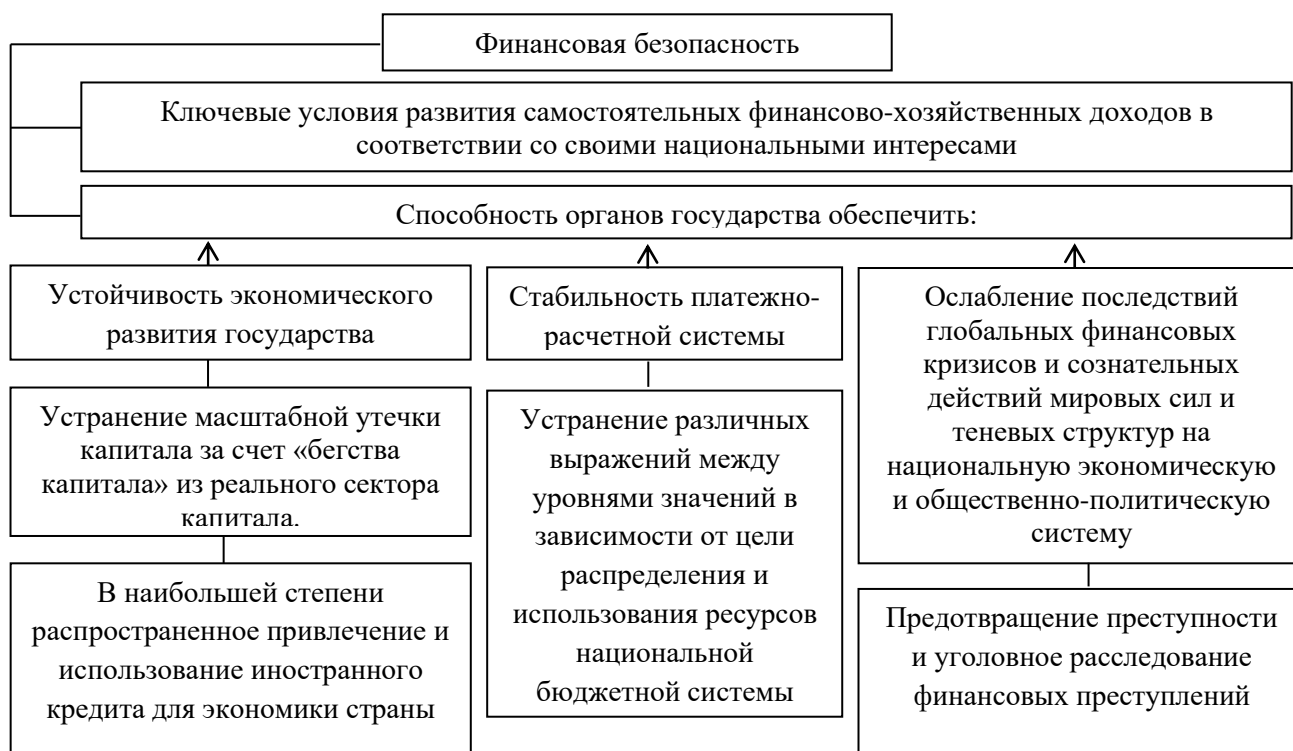 Финансовая безопасность
Ключевые условия развития самостоятельных финансово-хозяйственных доходов в
соответствии со своими национальными интересами
Способность органов государства обеспечить:
Устойчивость экономического
развития государства
Устранение масштабной утечки
капитала за счет «бегства
капитала» из реального сектора
капитала.
В наибольшей степени
распространенное привлечение и
использование иностранного
кредита для экономики страны
Стабильность платежно-
расчетной системы
Устранение различных
выражений между
уровнями значений в
зависимости от цели
распределения и
использования ресурсов
национальной
бюджетной системы
Ослабление последствий
глобальных финансовых
кризисов и сознательных
действий мировых сил и
теневых структур на
национальную экономическую
и общественно-политическую
систему
Предотвращение преступности
и уголовное расследование
финансовых преступлений